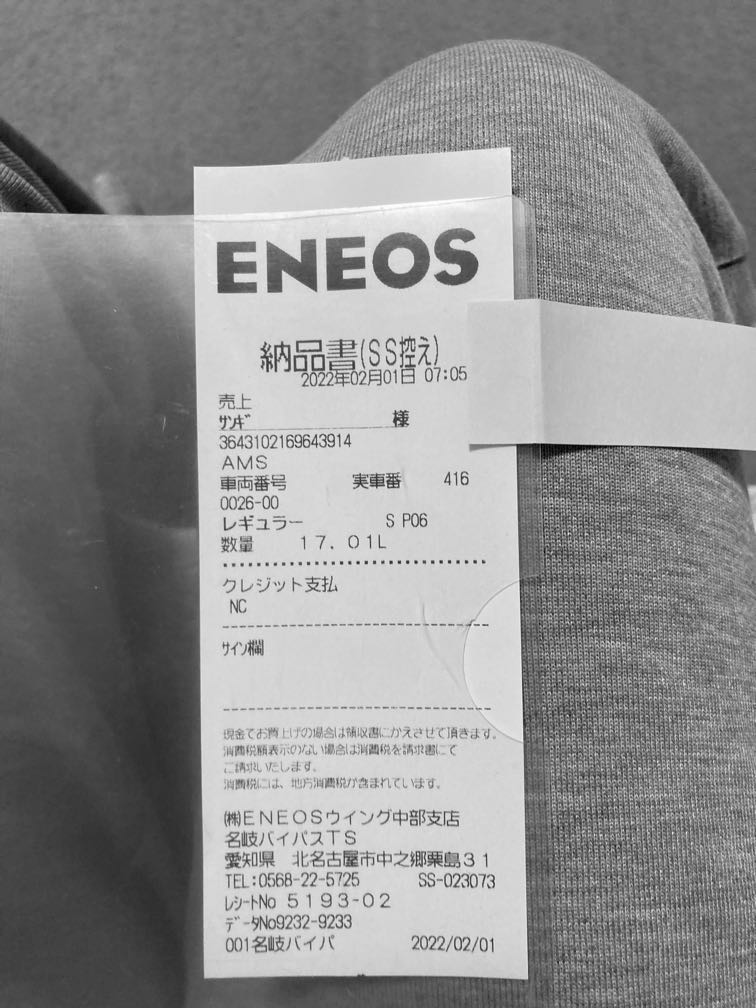 ENEOS
納品書(SS控え)
2022年02月01日 07:05
売上
ｻﾝｷﾞ 様
3643102169643914
AMS
車両番号 実車番 416
0026-00
レギュラー S P06
数量 17.01L
クレジット支払
NC
サイン欄
現金でお買上げの場合は領収書にかえさせて頂きます。
消費税額表示のない場合は消費税を請求書にて
ご請求いたします。
消費税には、地方消費税が含まれています。
㈱ENEOSウイング中部支店
名岐バイパスTS
愛知県 北名古屋市中之郷栗島31
TEL:0568-22-5725 SS-023073
ﾚｼｰﾄNo 5193-02
ﾃﾞｰﾀNo9232-9233
001名岐バイパ 2022/02/01